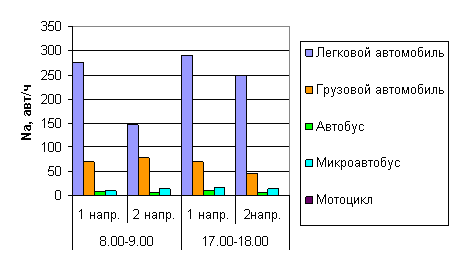 Na, авт/ч
350
300
250
200
150
100
50
0
1 напр.
2 напр.
1 напр.
2напр.
8.00-9.00
17.00-18.00
Легковой автомобиль
Грузовой автомобиль
Автобус
Микроавтобус
Мотоцикл